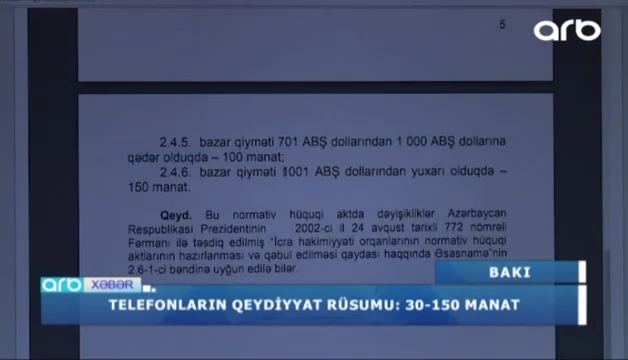 5
arb
2.4.5. bazar qiyməti 701 ABŞ dollarından 1 000 ABŞ dollarına
qədər olduqda – 100 manat;
2.4.6. bazar qiyməti 1001 ABŞ dollarından yuxarı olduqda –
150 manat.
Qeyd. Bu normativ hüquqi aktda dəyişikliklər Azərbaycan
Respublikası Prezidentinin 2002-ci il 24 avqust tarixli 772 nömrəli
Fərmanı ilə təsdiq edilmiş "İcra hakimiyyəti orqanlarının normativ hüquqi
aktlarının hazırlanması və qəbul edilməsi qaydası haqqında Əsasnamə"nin
2.6-1-ci bəndinə uyğun edilə bilər.
BAKI
arb XƏBƏR
TELEFONLARIN QEYDİYYAT RÜSUMU: 30-150 MANAT